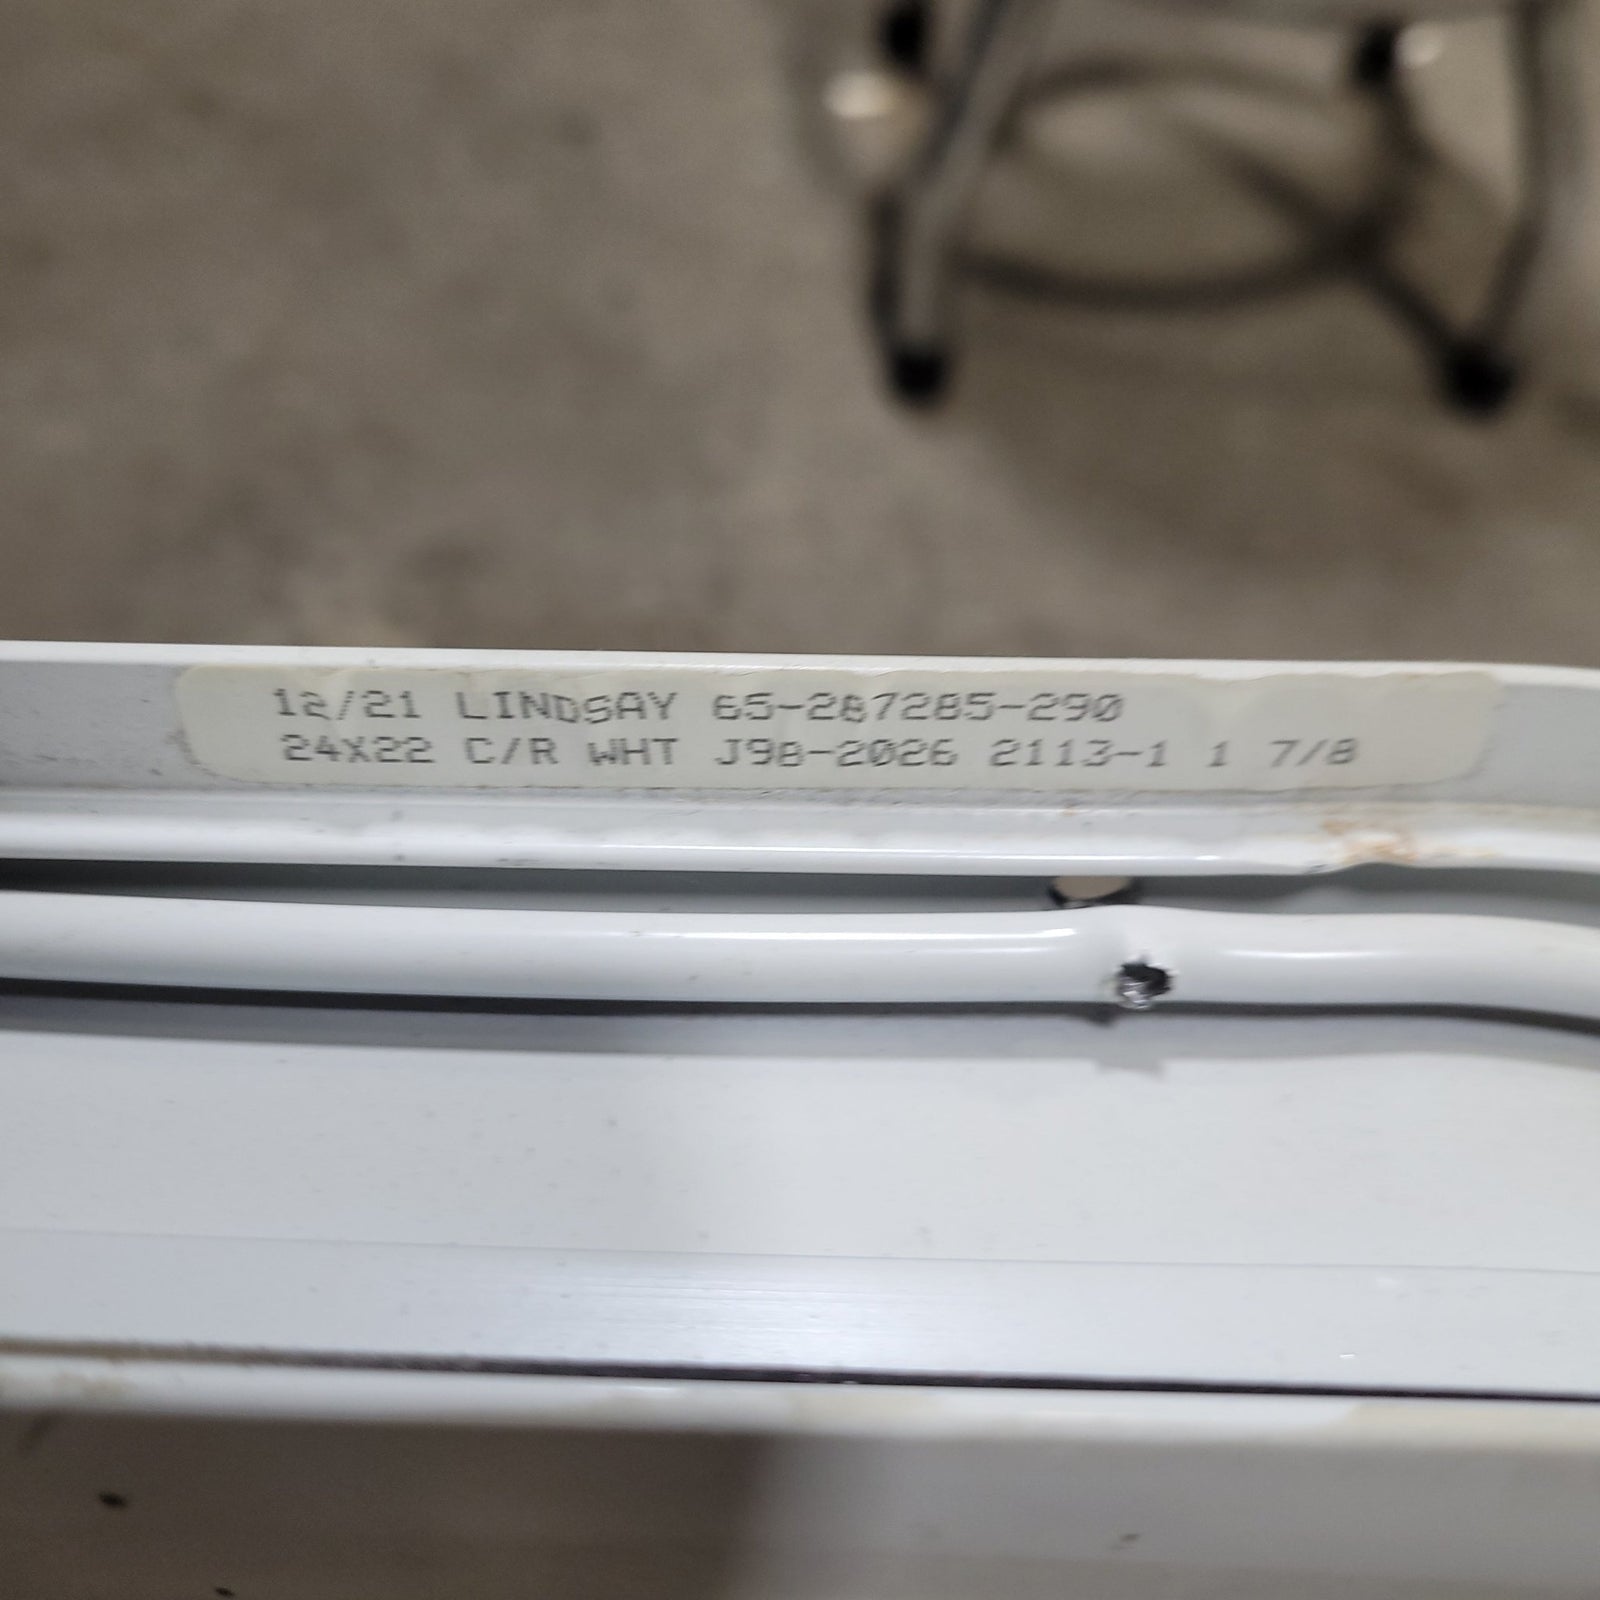 12/21 LINDSAY 65-287285-290
24X22 C/R WHT J98-2026 2113-1 1 7/8